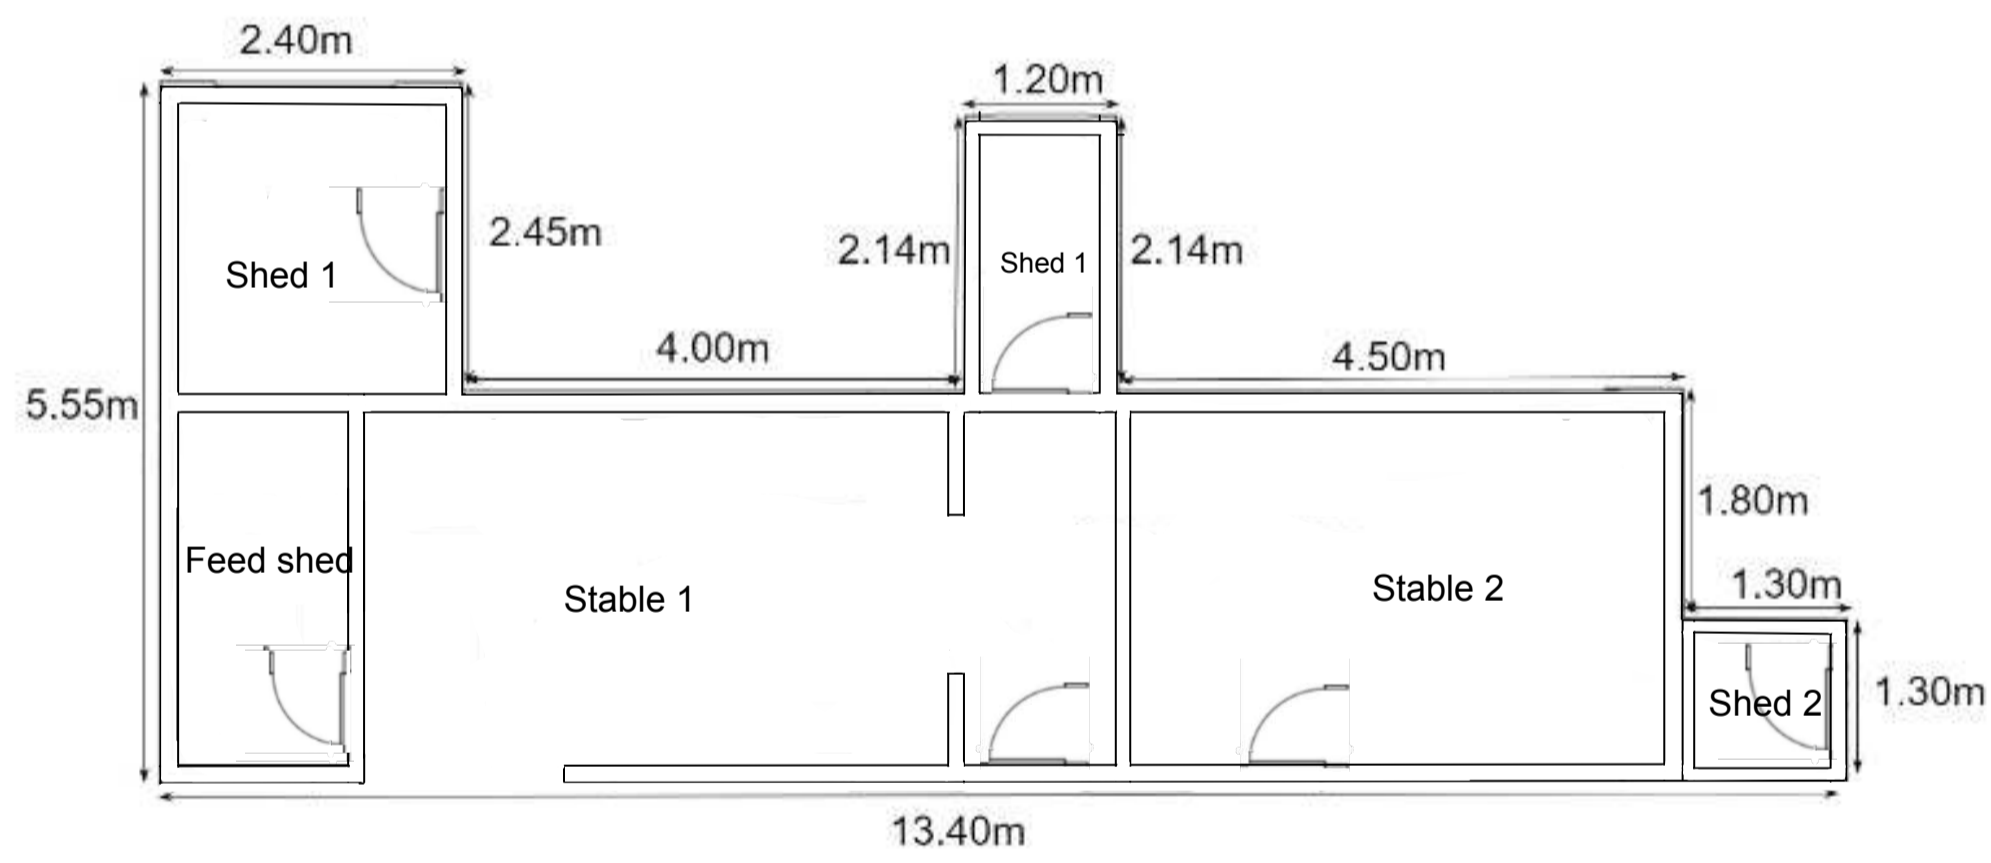 2.40m
1.20m
2.45m
2.14m
2.14m
Shed 1
Shed 1
4.00m
4.50m
5.55m
1.80m
Feed shed
Stable 1
Stable 2
1.30m
Shed 2
1.30m
13.40m